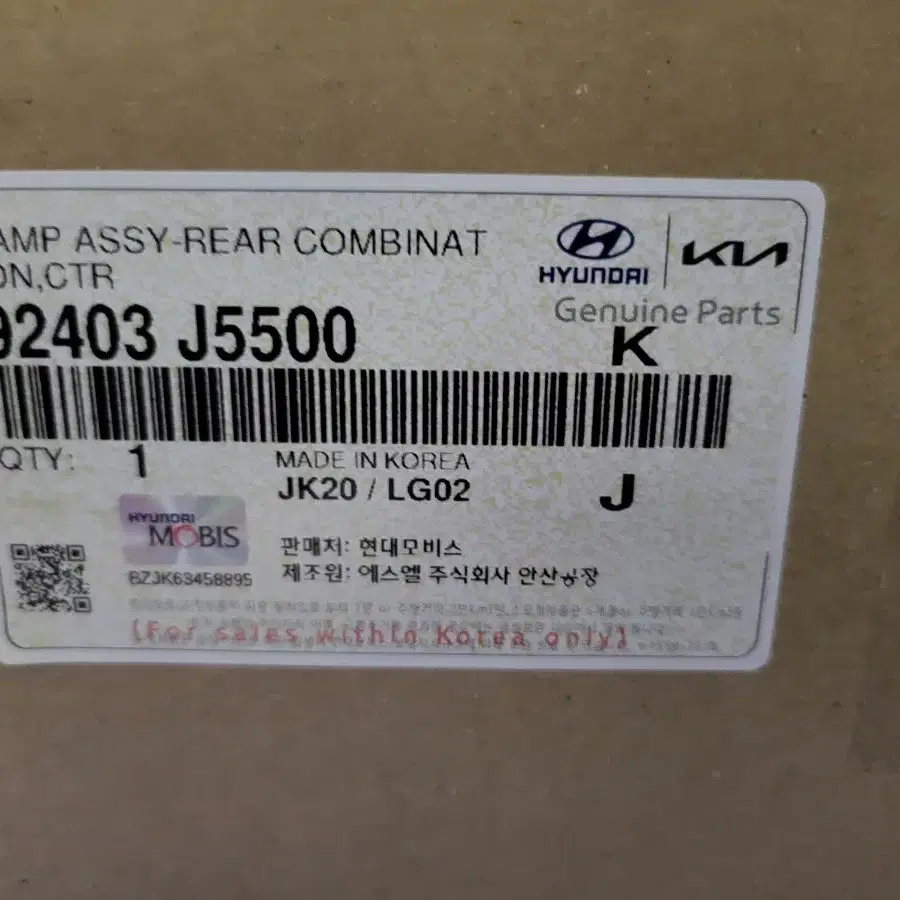 AMP ASSY-REAR COMBINAT
ON,CTR
HYUNDAI
KIA
Genuine Parts
92403 J5500
K
QTY: 1
MADE IN KOREA
JK20 / LG02
J
HYUNDAI
MOBIS
BZJK63458895
판매처: 현대모비스
제조원: 에스엘 주식회사 안산공장
[For sales within Korea only]